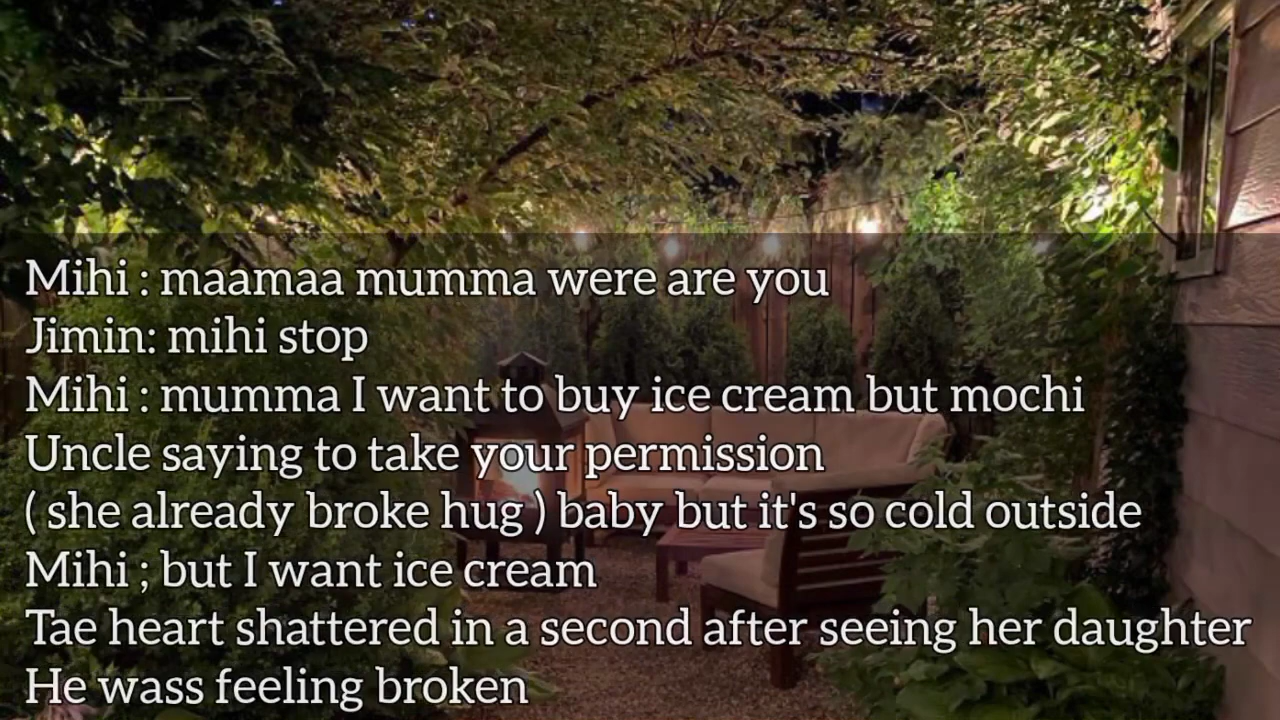 Mihi : maamaa mumma were are you
Jimin: mihi stop
Mihi : mumma I want to buy ice cream but mochi
Uncle saying to take your permission
( she already broke hug ) baby but it's so cold outside
Mihi ; but I want ice cream
Tae heart shattered in a second after seeing her daughter
He wass feeling broken